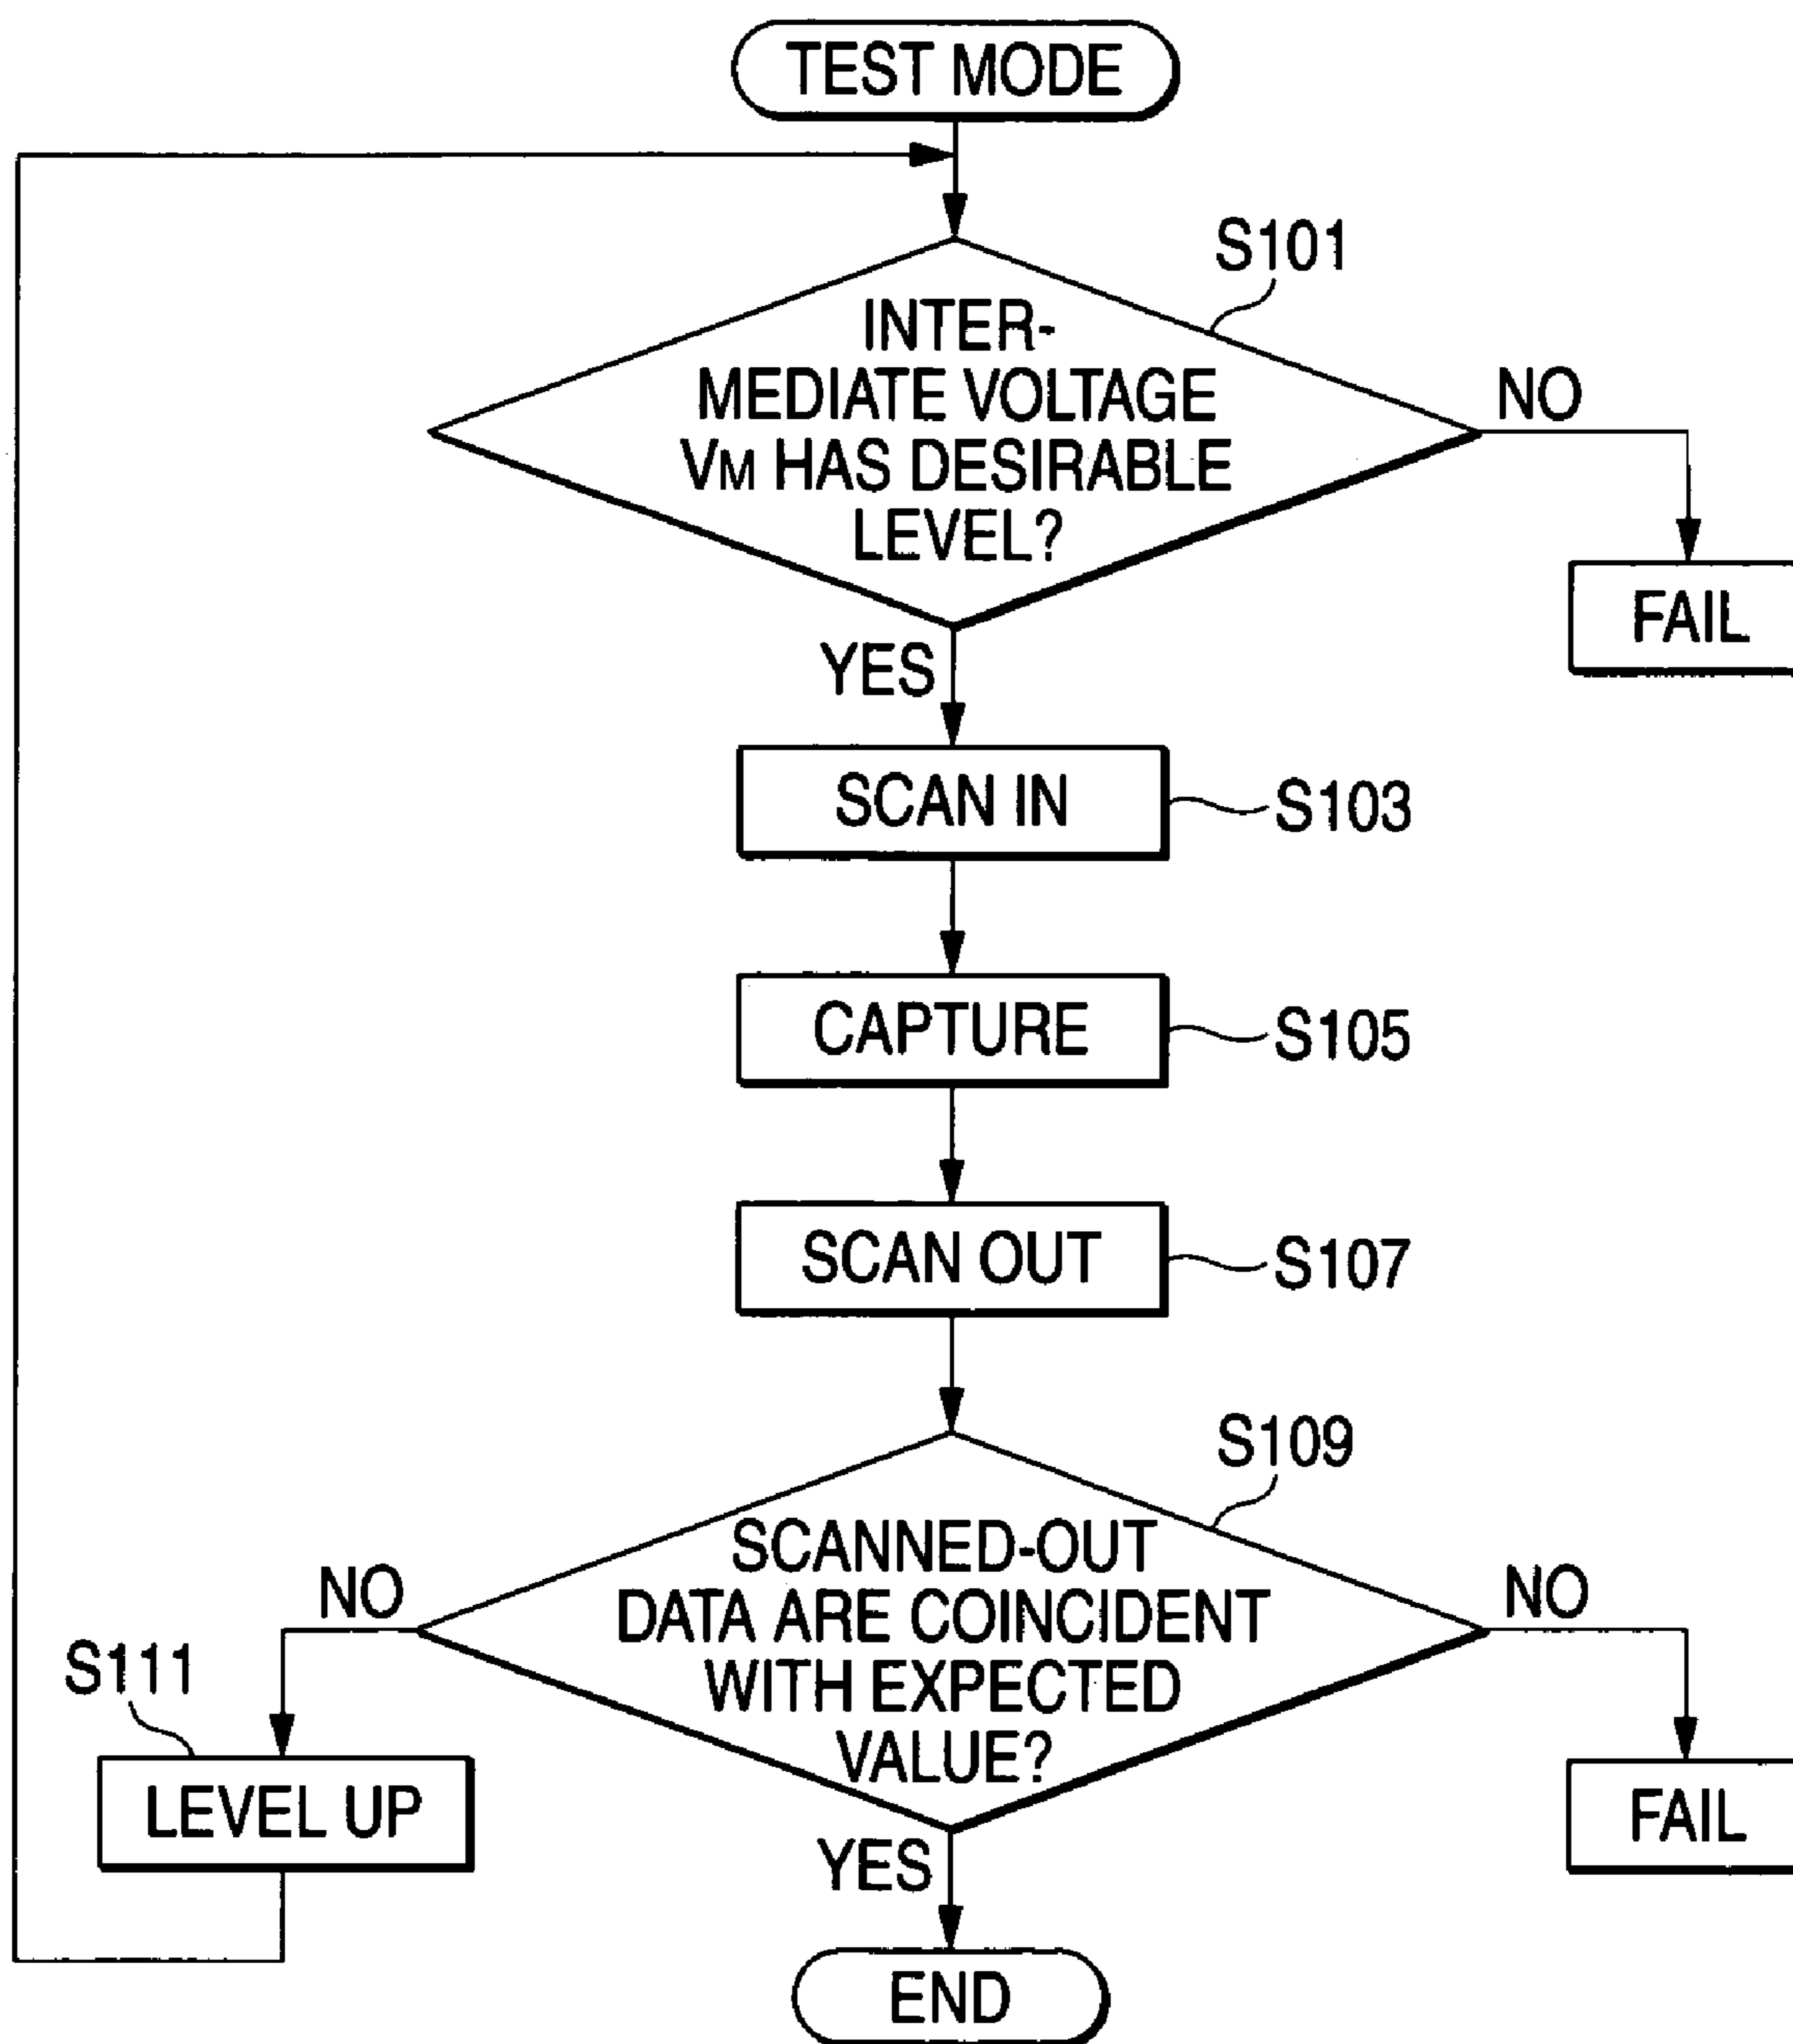 TEST MODE
S101
INTER-
MEDIATE VOLTAGE
VM HAS DESIRABLE
LEVEL?
NO
FAIL
YES
SCAN IN
S103
CAPTURE
S105
SCAN OUT
S107
S109
SCANNED-OUT
DATA ARE COINCIDENT
WITH EXPECTED
VALUE?
NO
NO
S111
LEVEL UP
FAIL
YES
END